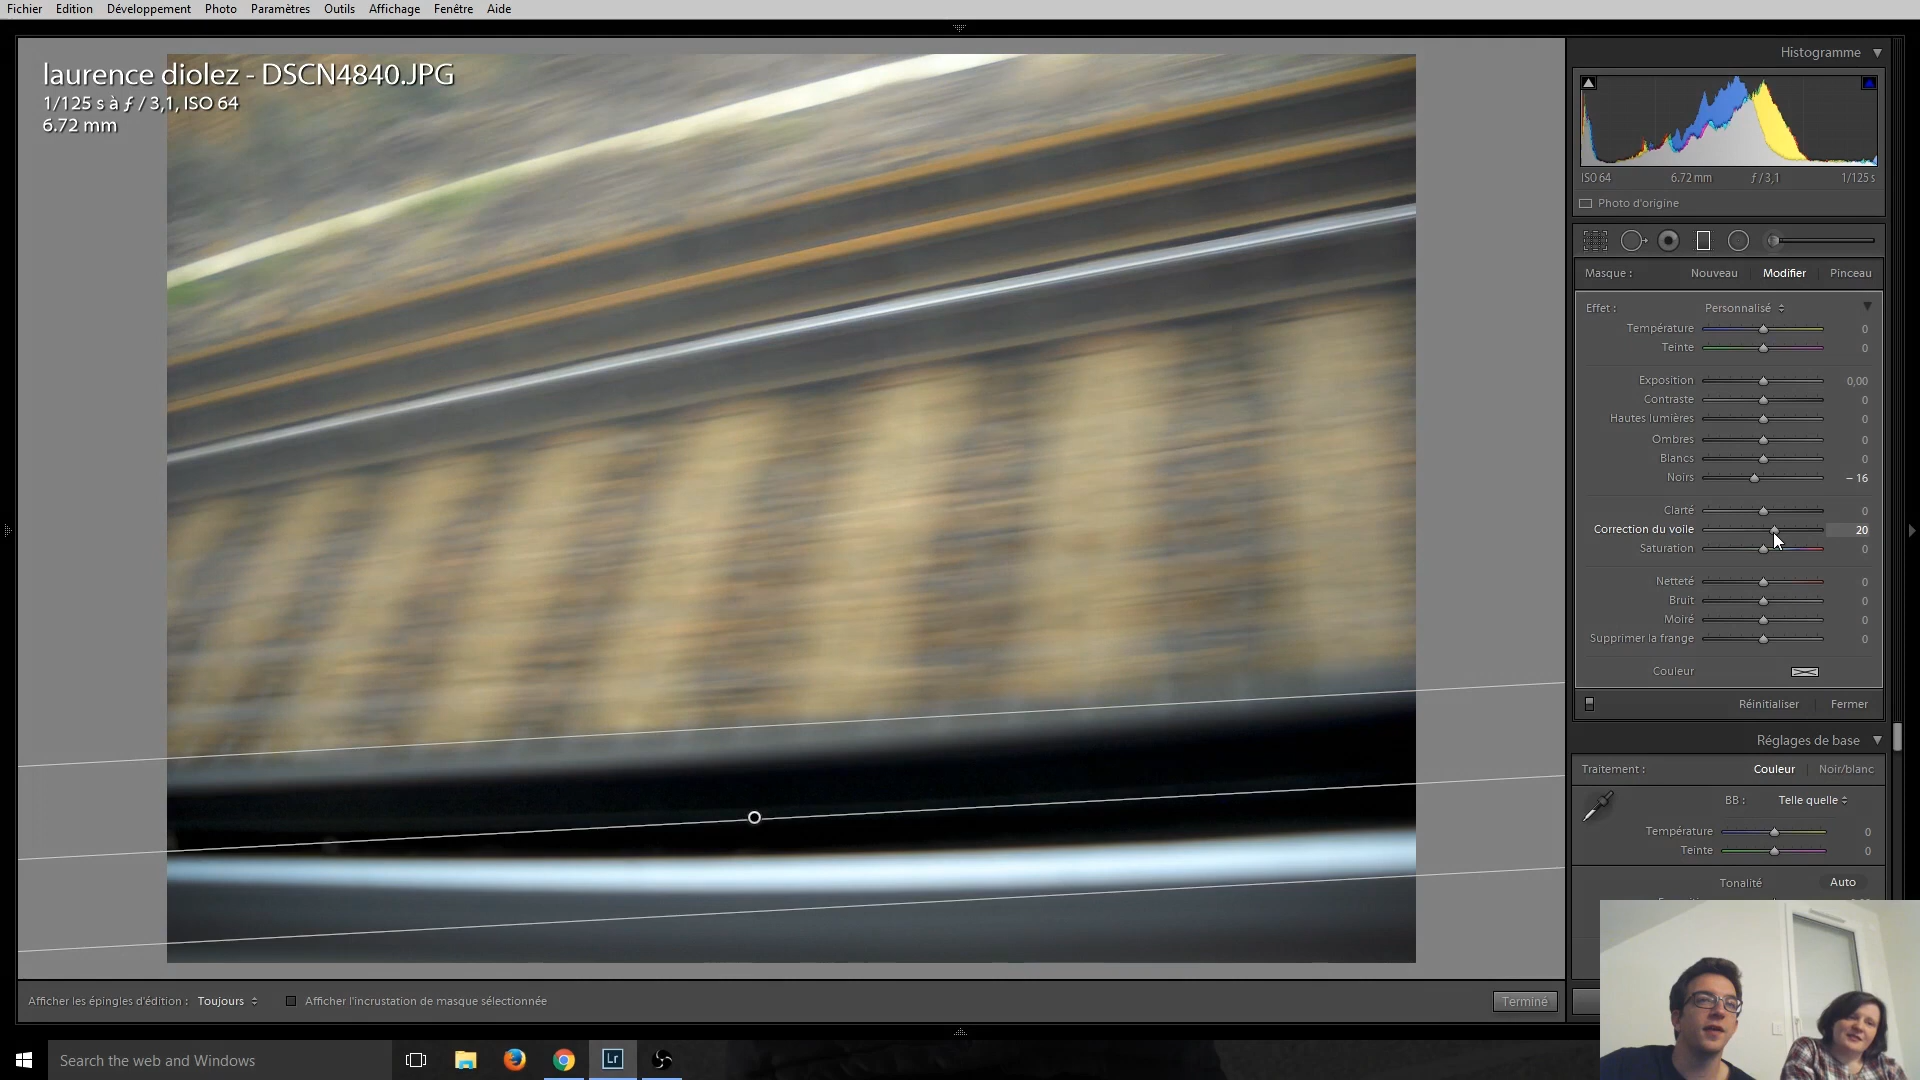 Fichier Edition Développement Photo Paramètres Outils Affichage Fenêtre Aide
laurence diolez - DSCN4840.JPG
1/125 s à ƒ / 3,1, ISO 64
6.72 mm
Histogramme
ISO 64 6.72 mm ƒ / 3,1 1/125 s
Photo d'origine
Masque : Nouveau Modifier Pinceau
Effet : Personnalisé
Température 0
Teinte 0
Exposition 0,00
Contraste 0
Hautes lumières 0
Ombres 0
Blancs 0
Noirs – 16
Clarté 0
Correction du voile 20
Saturation 0
Netteté 0
Bruit 0
Moiré 0
Supprimer la frange 0
Couleur
Réinitialiser Fermer
Réglages de base
Traitement : Couleur Noir/blanc
BB : Telle quelle
Température 0
Teinte 0
Tonalité Auto
Afficher les épingles d'édition : Toujours Afficher l'incrustation de masque sélectionnée Terminé
Search the web and Windows Lr